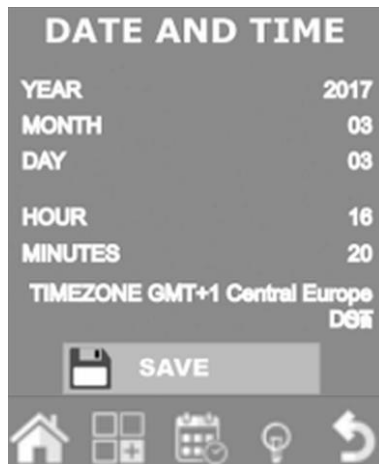 DATE AND TIME
YEAR 2017
MONTH 03
DAY 03
HOUR 16
MINUTES 20
TIMEZONE GMT+1 Central Europe
SAVE